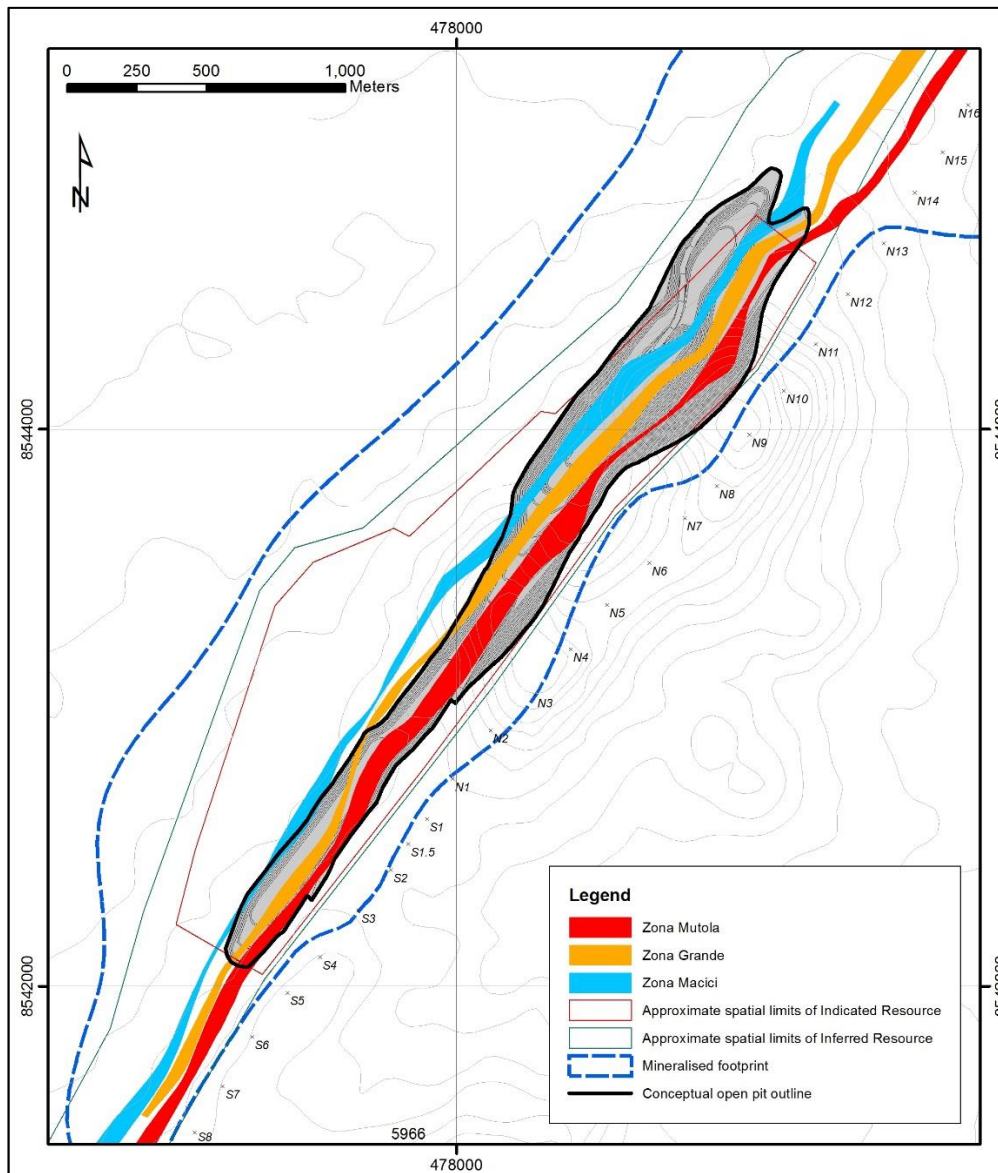 478000
0 250 500 1,000
Meters
N
N16
N15
N14
N13
N12
N11
N10
8544000
N9
N8
N7
N6
N5
N4
N3
N2
N1
S1
S1.5
S2
S3
S4
8542000
S5
S6
S7
S8
Legend
Zona Mutola
Zona Grande
Zona Macici
Approximate spatial limits of Indicated Resource
Approximate spatial limits of Inferred Resource
Mineralised footprint
Conceptual open pit outline
5966
478000